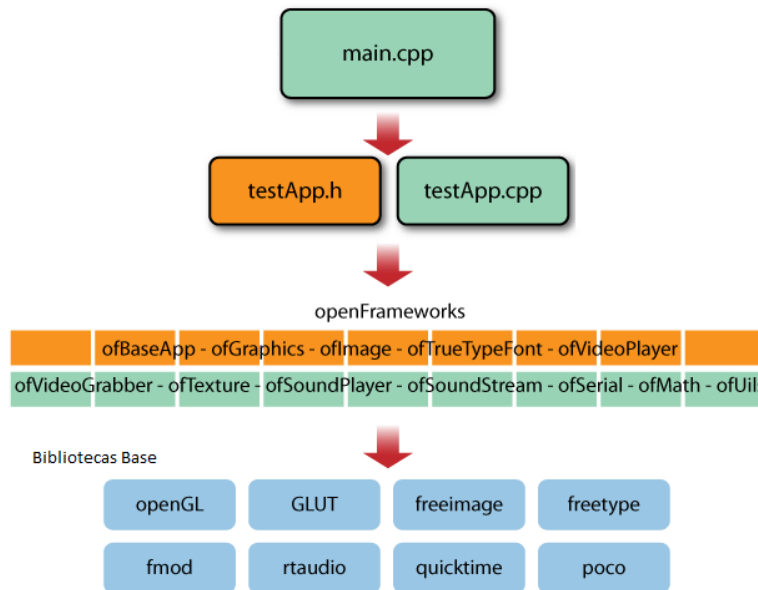 main.cpp
testApp.h
testApp.cpp
openFrameworks
ofBaseApp - ofGraphics - ofImage - ofTrueTypeFont - ofVideoPlayer
ofVideoGrabber - ofTexture - ofSoundPlayer - ofSoundStream - ofSerial - ofMath - ofUils
Bibliotecas Base
openGL
GLUT
freeimage
freetype
fmod
rtaudio
quicktime
poco